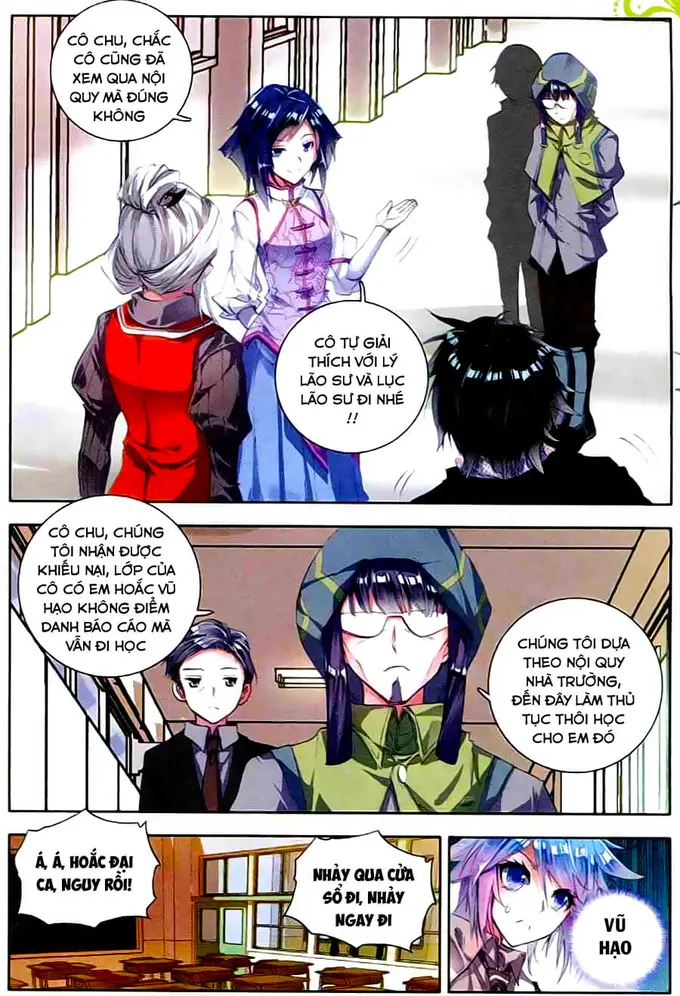 CÔ CHU, CHẮC
CÔ CŨNG ĐÃ
XEM QUA NỘI
QUY MÀ ĐÚNG
KHÔNG
CÔ TỰ GIẢI
THÍCH VỚI LÝ
LÃO SƯ VÀ LỤC
LÃO SƯ ĐI NHÉ
!!
CÔ CHU, CHÚNG
TÔI NHẬN ĐƯỢC
KHIẾU NẠI, LỚP CỦA
CÔ CÓ EM HOẮC VŨ
HẠO KHÔNG ĐIỂM
DANH BÁO CÁO MÀ
VẪN ĐI HỌC
CHÚNG TÔI DỰA
THEO NỘI QUY
NHÀ TRƯỜNG,
ĐẾN ĐÂY LÀM THỦ
TỤC THÔI HỌC
CHO EM ĐÓ
Á, Á, HOẮC ĐẠI
CA, NGUY RỒI!
NHẢY QUA CỬA
SỔ ĐI, NHẢY
NGAY ĐI
VŨ
HẠO